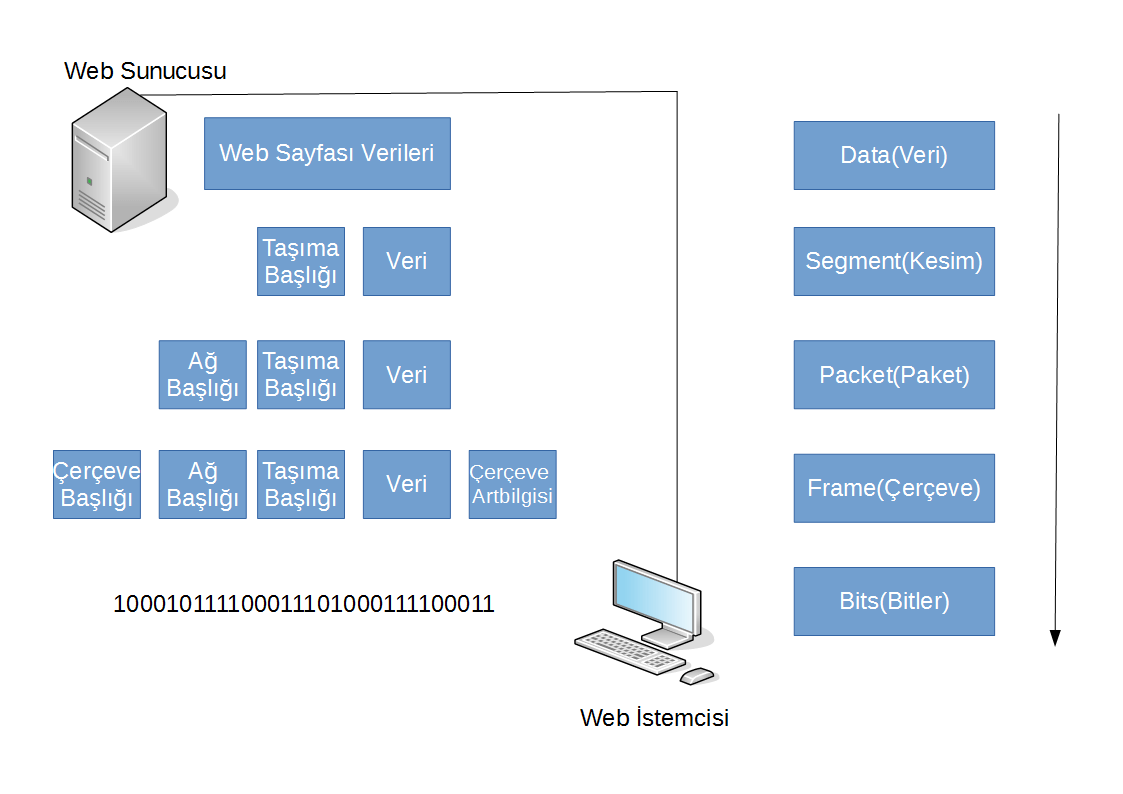 Web Sunucusu
Web Sayfası Verileri
Data(Veri)
Taşıma
Başlığı
Veri
Segment(Kesim)
Ağ
Başlığı
Taşıma
Başlığı
Veri
Packet(Paket)
Çerçeve
Başlığı
Ağ
Başlığı
Taşıma
Başlığı
Veri
Çerçeve
Artbilgisi
Frame(Çerçeve)
100010111100011101000111100011
Bits(Bitler)
Web İstemcisi